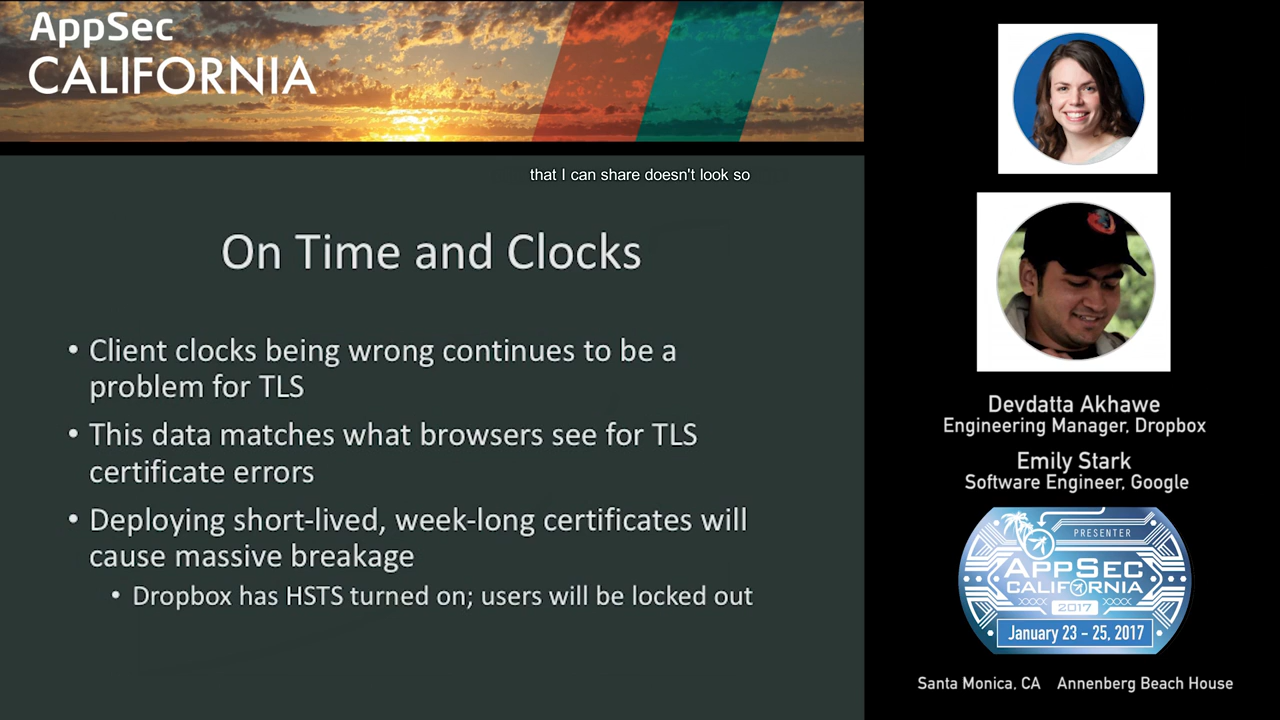 AppSec
CALIFORNIA
that I can share doesn't look so
On Time and Clocks
• Client clocks being wrong continues to be a
problem for TLS
• This data matches what browsers see for TLS
certificate errors
• Deploying short-lived, week-long certificates will
cause massive breakage
• Dropbox has HSTS turned on; users will be locked out
Devdatta Akhawe
Engineering Manager, Dropbox
Emily Stark
Software Engineer, Google
PRESENTER
APPSEC
CALIFORNIA
2017
January 23 - 25, 2017
Santa Monica, CA Annenberg Beach House